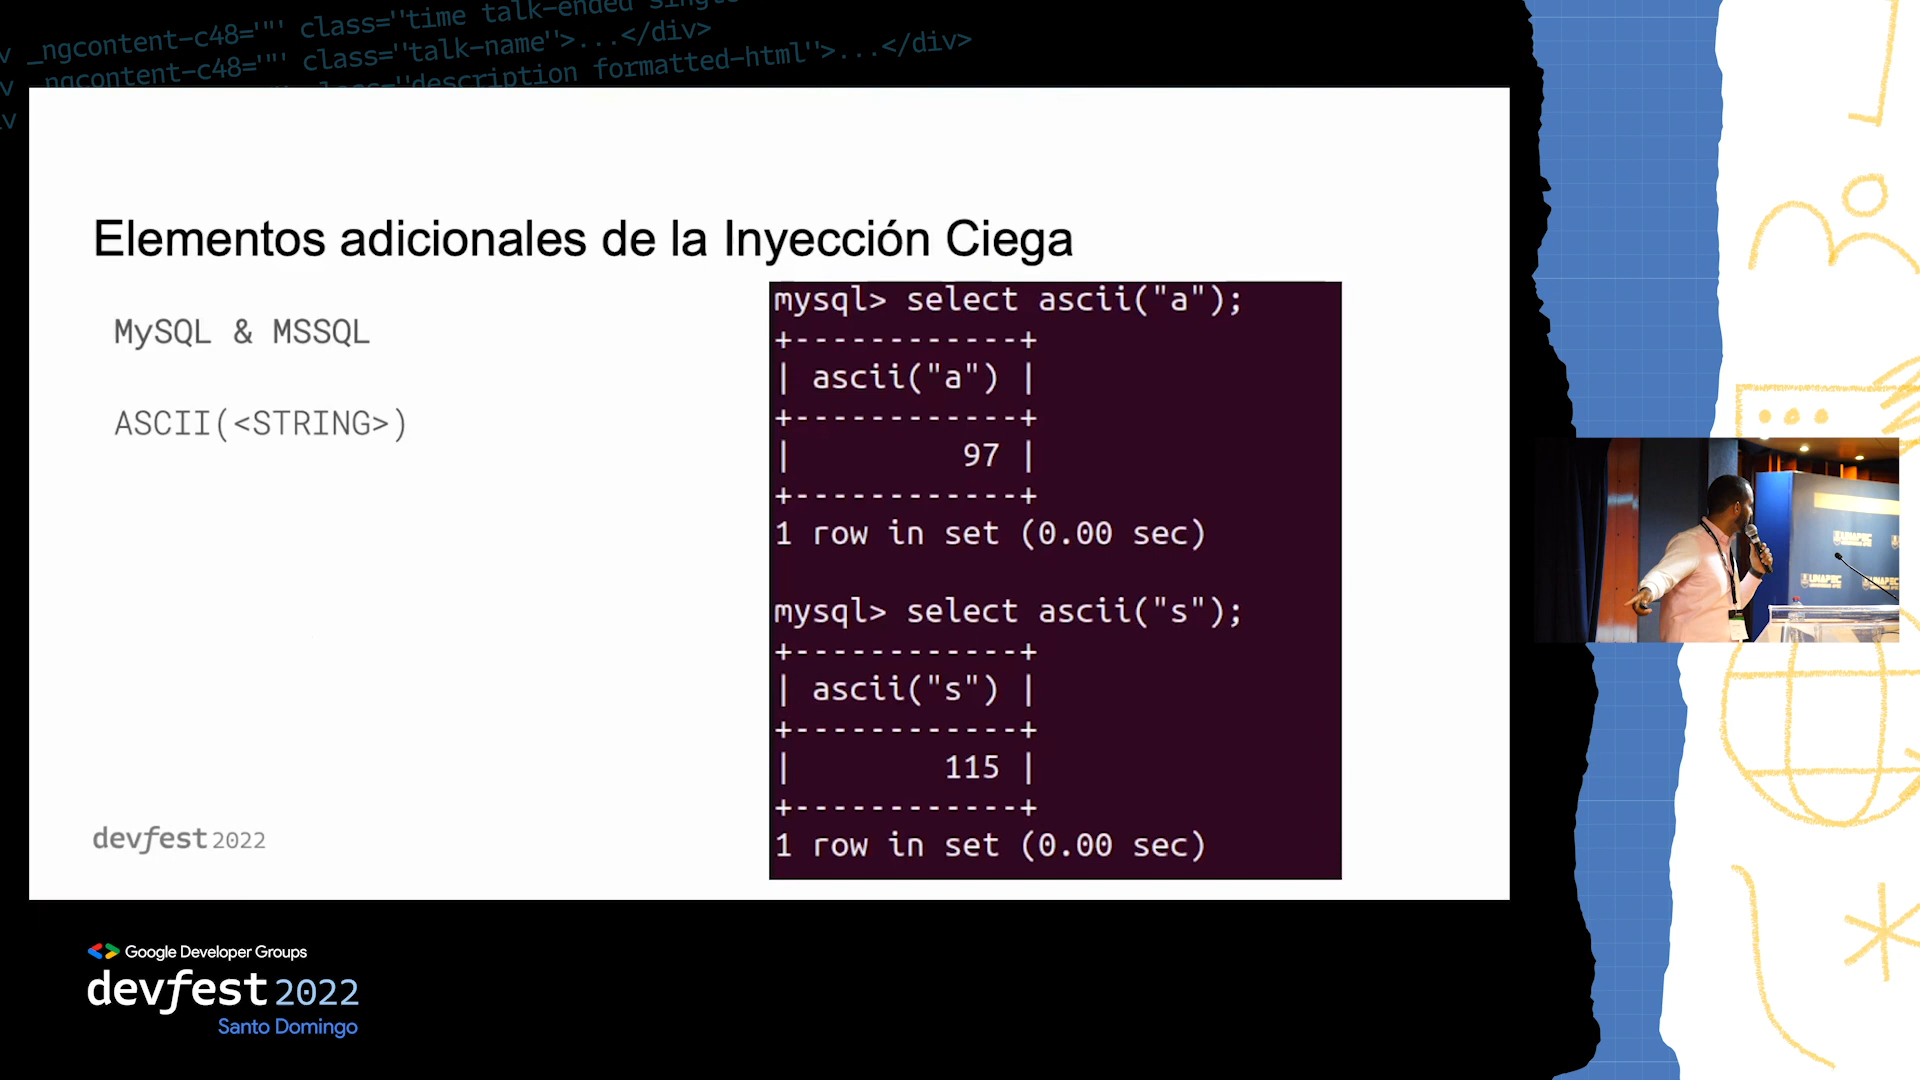 class="time talk-ended
_ngcontent-c48="" class="talk-name">...</div>
_ngcontent-c48="" class="description formatted-html">...</div>
Elementos adicionales de la Inyección Ciega
MySQL & MSSQL
ASCII(<STRING>)
mysql> select ascii("a");
+------------+
| ascii("a") |
+------------+
|         97 |
+------------+
1 row in set (0.00 sec)
mysql> select ascii("s");
+------------+
| ascii("s") |
+------------+
|        115 |
+------------+
1 row in set (0.00 sec)
devfest 2022
UNAPEC
UNAPEC
UNAPEC
Google Developer Groups
devfest 2022
Santo Domingo